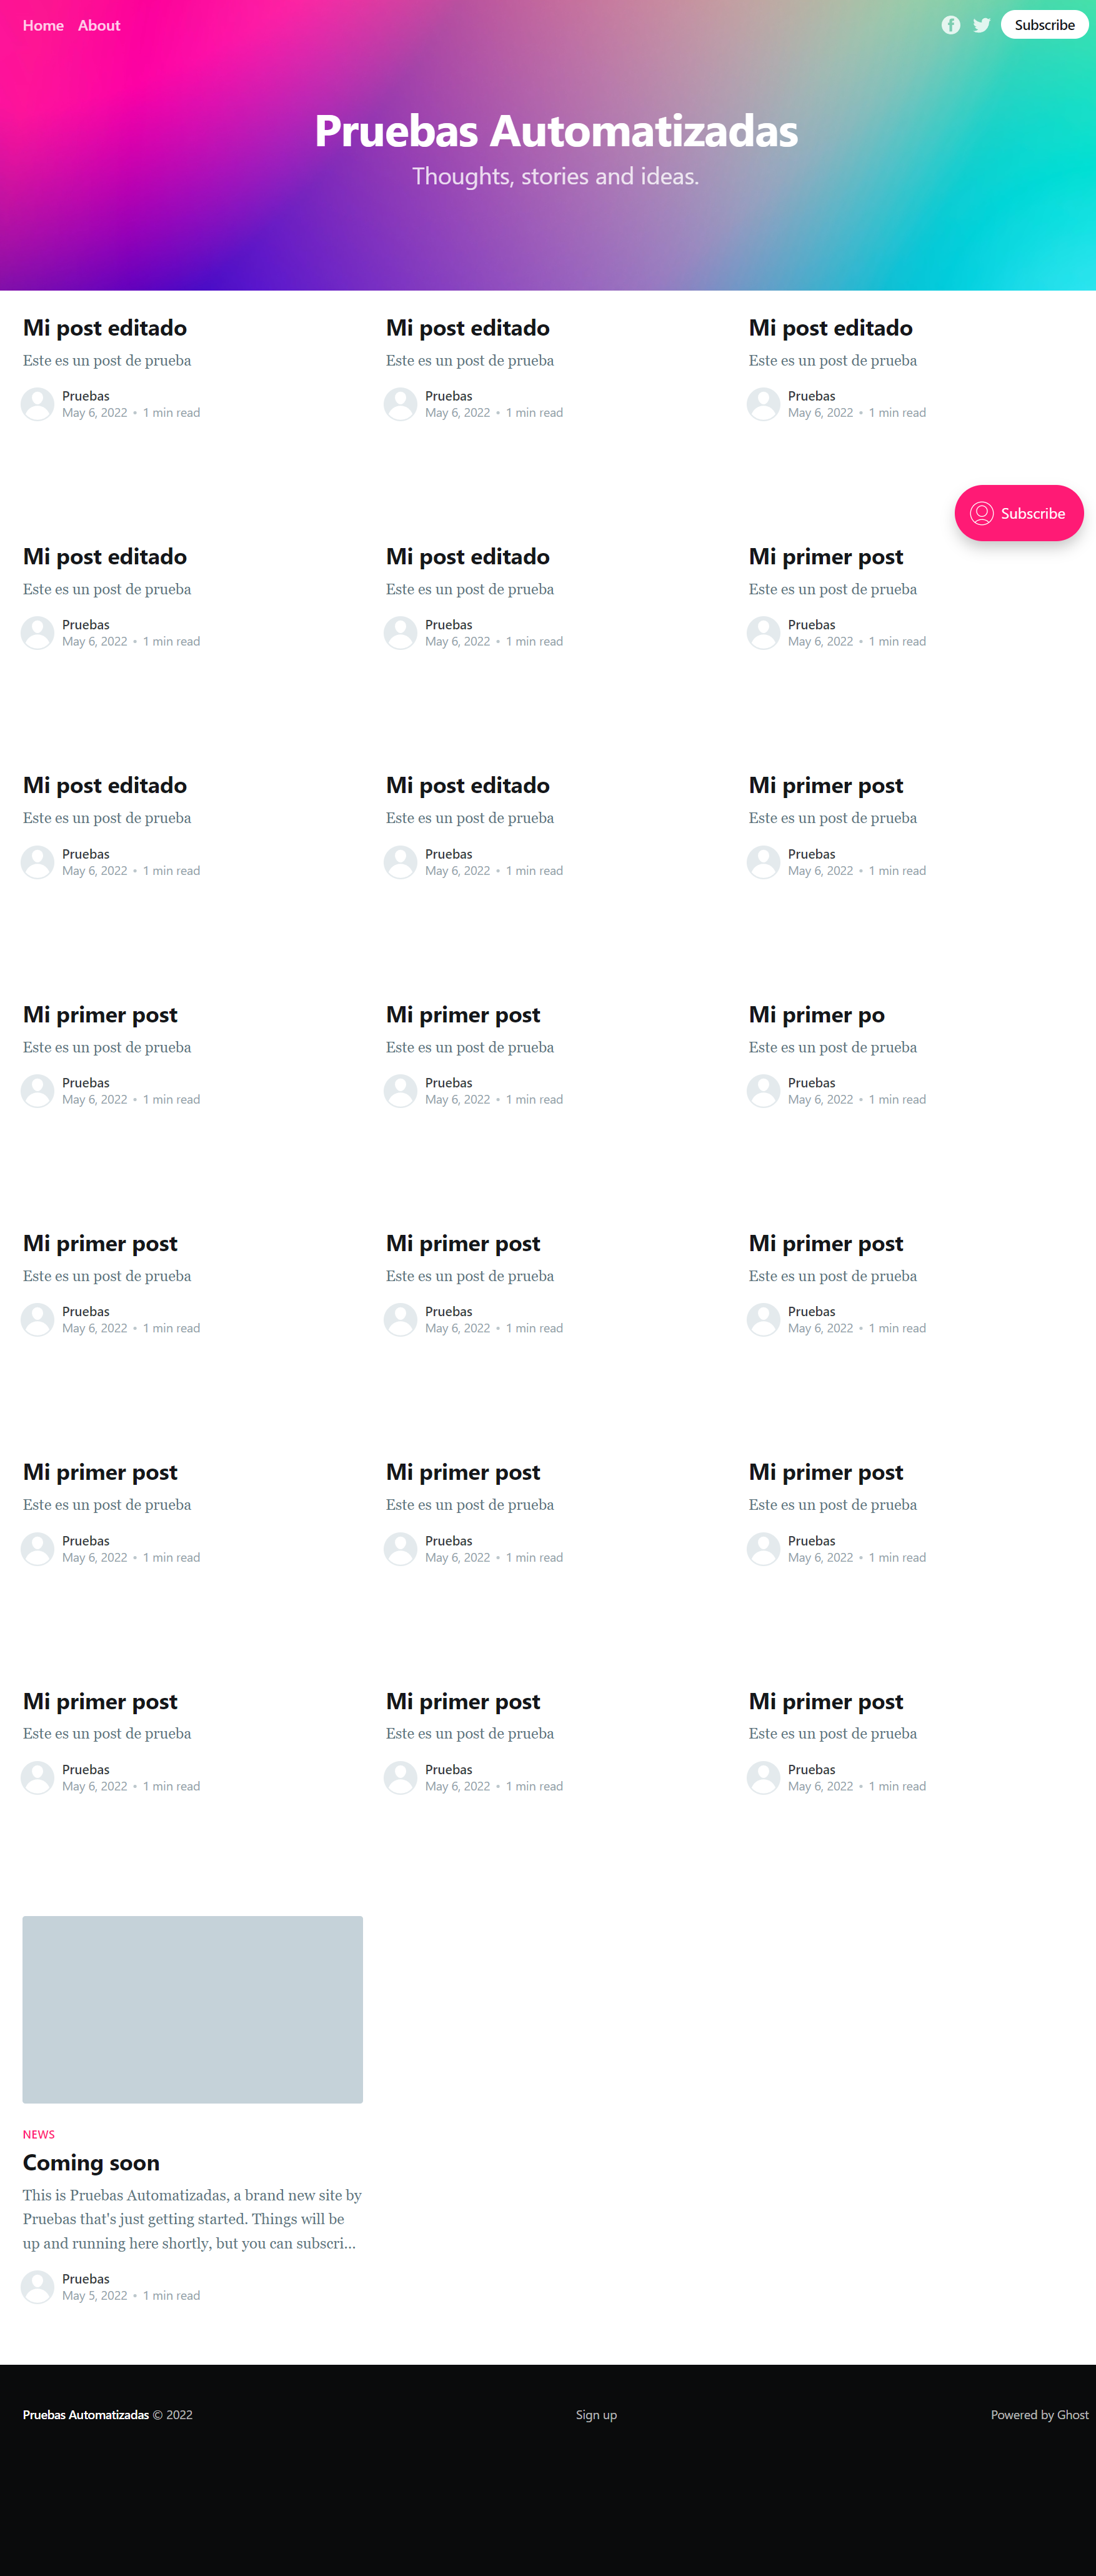 Home About Subscribe
Pruebas Automatizadas
Thoughts, stories and ideas.
Mi post editado
Este es un post de prueba
Pruebas
May 6, 2022 • 1 min read
Mi post editado
Este es un post de prueba
Pruebas
May 6, 2022 • 1 min read
Mi post editado
Este es un post de prueba
Pruebas
May 6, 2022 • 1 min read
Subscribe
Mi post editado
Este es un post de prueba
Pruebas
May 6, 2022 • 1 min read
Mi post editado
Este es un post de prueba
Pruebas
May 6, 2022 • 1 min read
Mi primer post
Este es un post de prueba
Pruebas
May 6, 2022 • 1 min read
Mi post editado
Este es un post de prueba
Pruebas
May 6, 2022 • 1 min read
Mi post editado
Este es un post de prueba
Pruebas
May 6, 2022 • 1 min read
Mi primer post
Este es un post de prueba
Pruebas
May 6, 2022 • 1 min read
Mi primer post
Este es un post de prueba
Pruebas
May 6, 2022 • 1 min read
Mi primer post
Este es un post de prueba
Pruebas
May 6, 2022 • 1 min read
Mi primer po
Este es un post de prueba
Pruebas
May 6, 2022 • 1 min read
Mi primer post
Este es un post de prueba
Pruebas
May 6, 2022 • 1 min read
Mi primer post
Este es un post de prueba
Pruebas
May 6, 2022 • 1 min read
Mi primer post
Este es un post de prueba
Pruebas
May 6, 2022 • 1 min read
Mi primer post
Este es un post de prueba
Pruebas
May 6, 2022 • 1 min read
Mi primer post
Este es un post de prueba
Pruebas
May 6, 2022 • 1 min read
Mi primer post
Este es un post de prueba
Pruebas
May 6, 2022 • 1 min read
Mi primer post
Este es un post de prueba
Pruebas
May 6, 2022 • 1 min read
Mi primer post
Este es un post de prueba
Pruebas
May 6, 2022 • 1 min read
Mi primer post
Este es un post de prueba
Pruebas
May 6, 2022 • 1 min read
NEWS
Coming soon
This is Pruebas Automatizadas, a brand new site by
Pruebas that's just getting started. Things will be
up and running here shortly, but you can subscri...
Pruebas
May 5, 2022 • 1 min read
Pruebas Automatizadas © 2022
Sign up
Powered by Ghost